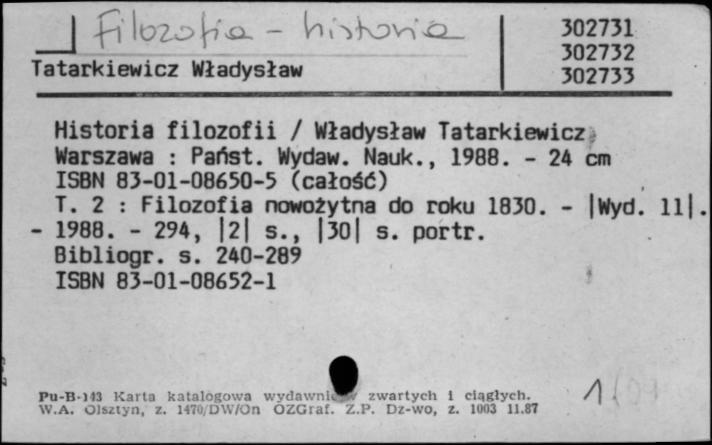 Filozofia - historia
302731
302732
Tatarkiewicz Władysław
302733
Historia filozofii / Władysław Tatarkiewicz
Warszawa : Państ. Wydaw. Nauk., 1988. - 24 cm
ISBN 83-01-08650-5 (całość)
T. 2 : Filozofia nowożytna do roku 1830. - |Wyd. 11|.
- 1988. - 294, |2| s., |30| s. portr.
Bibliogr. s. 240-289
ISBN 83-01-08652-1
Pu-B-143 Karta katalogowa zwartych i ciągłych.
W.A. Olsztyn, z. 1470/DW/On OZGraf. Z.P. Dz-wo, z. 1003 11.87